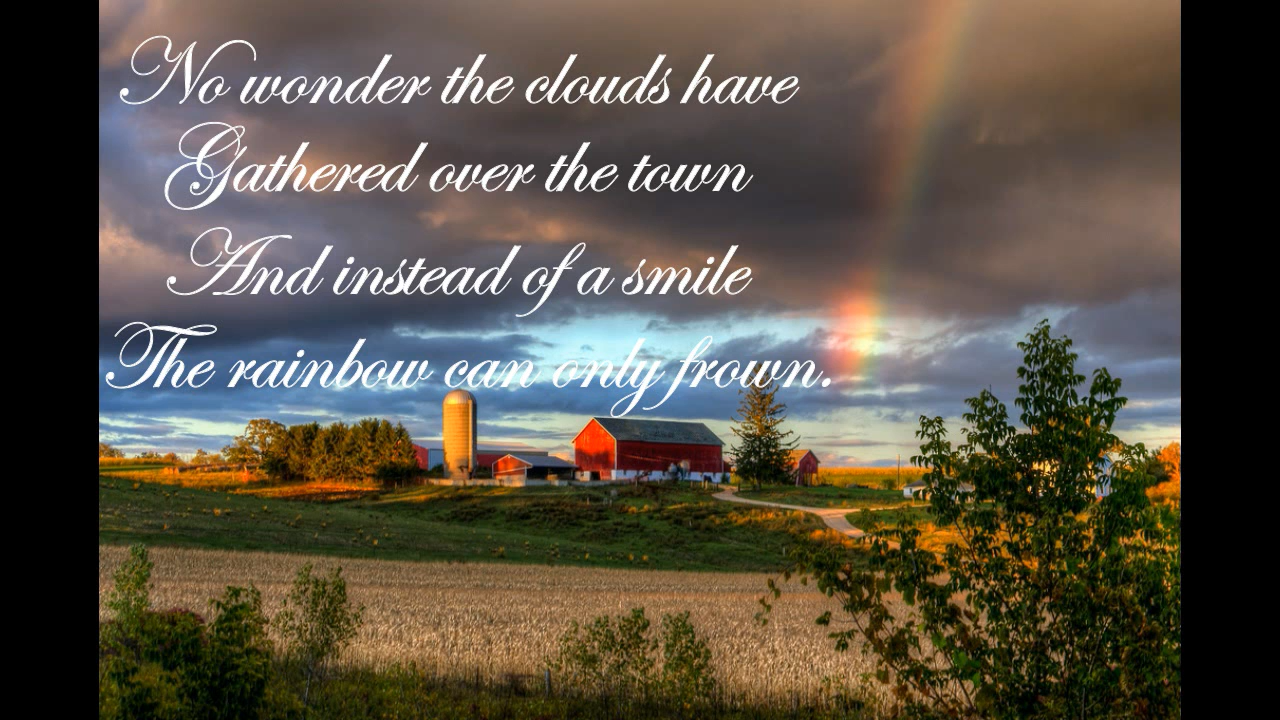 No wonder the clouds have
Gathered over the town
And instead of a smile
The rainbow can only frown.